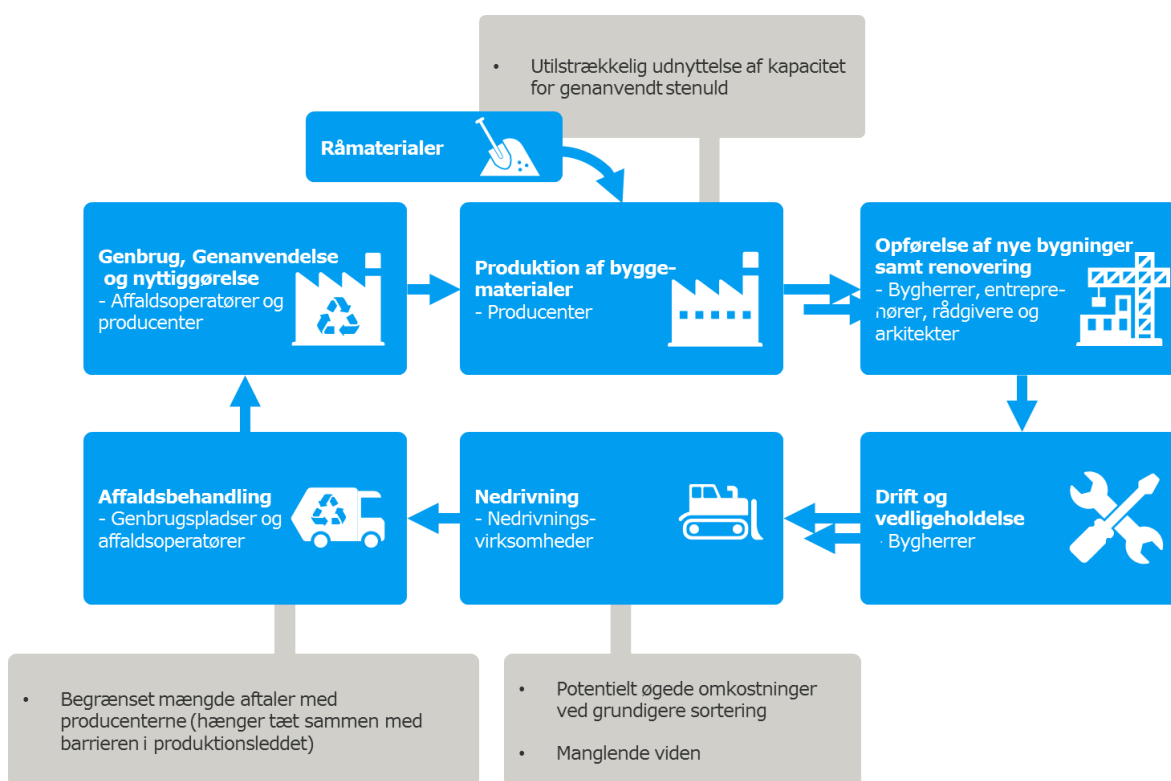 • Utilstrækkelig udnyttelse af kapacitet
for genanvendt stenuld
Råmaterialer
Genbrug, Genanvendelse
og nyttiggørelse
- Affaldsoperatører og
producenter
Produktion af bygge-
materialer
- Producenter
Opførelse af nye bygninger
samt renovering
- Bygherrer, entrepre-
nører, rådgivere og
arkitekter
Affaldsbehandling
- Genbrugspladser og
affaldsoperatører
Nedrivning
- Nedrivnings-
virksomheder
Drift og
vedligeholdelse
- Bygherrer
• Begrænset mængde aftaler med
producenterne (hænger tæt sammen med
barrieren i produktionsleddet)
• Potentielt øgede omkostninger
ved grundigere sortering
• Manglende viden